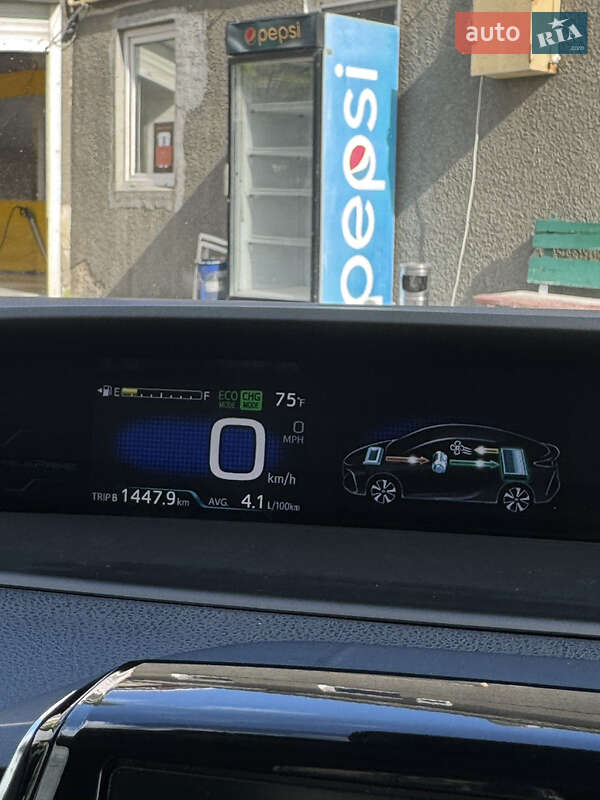 pepsi
pepsi
auto RIA .com
E F ECO MODE CHG MODE 75°F
0 0 MPH
km/h
TRIP B 1447.9 km AVG. 4.1 L/100km